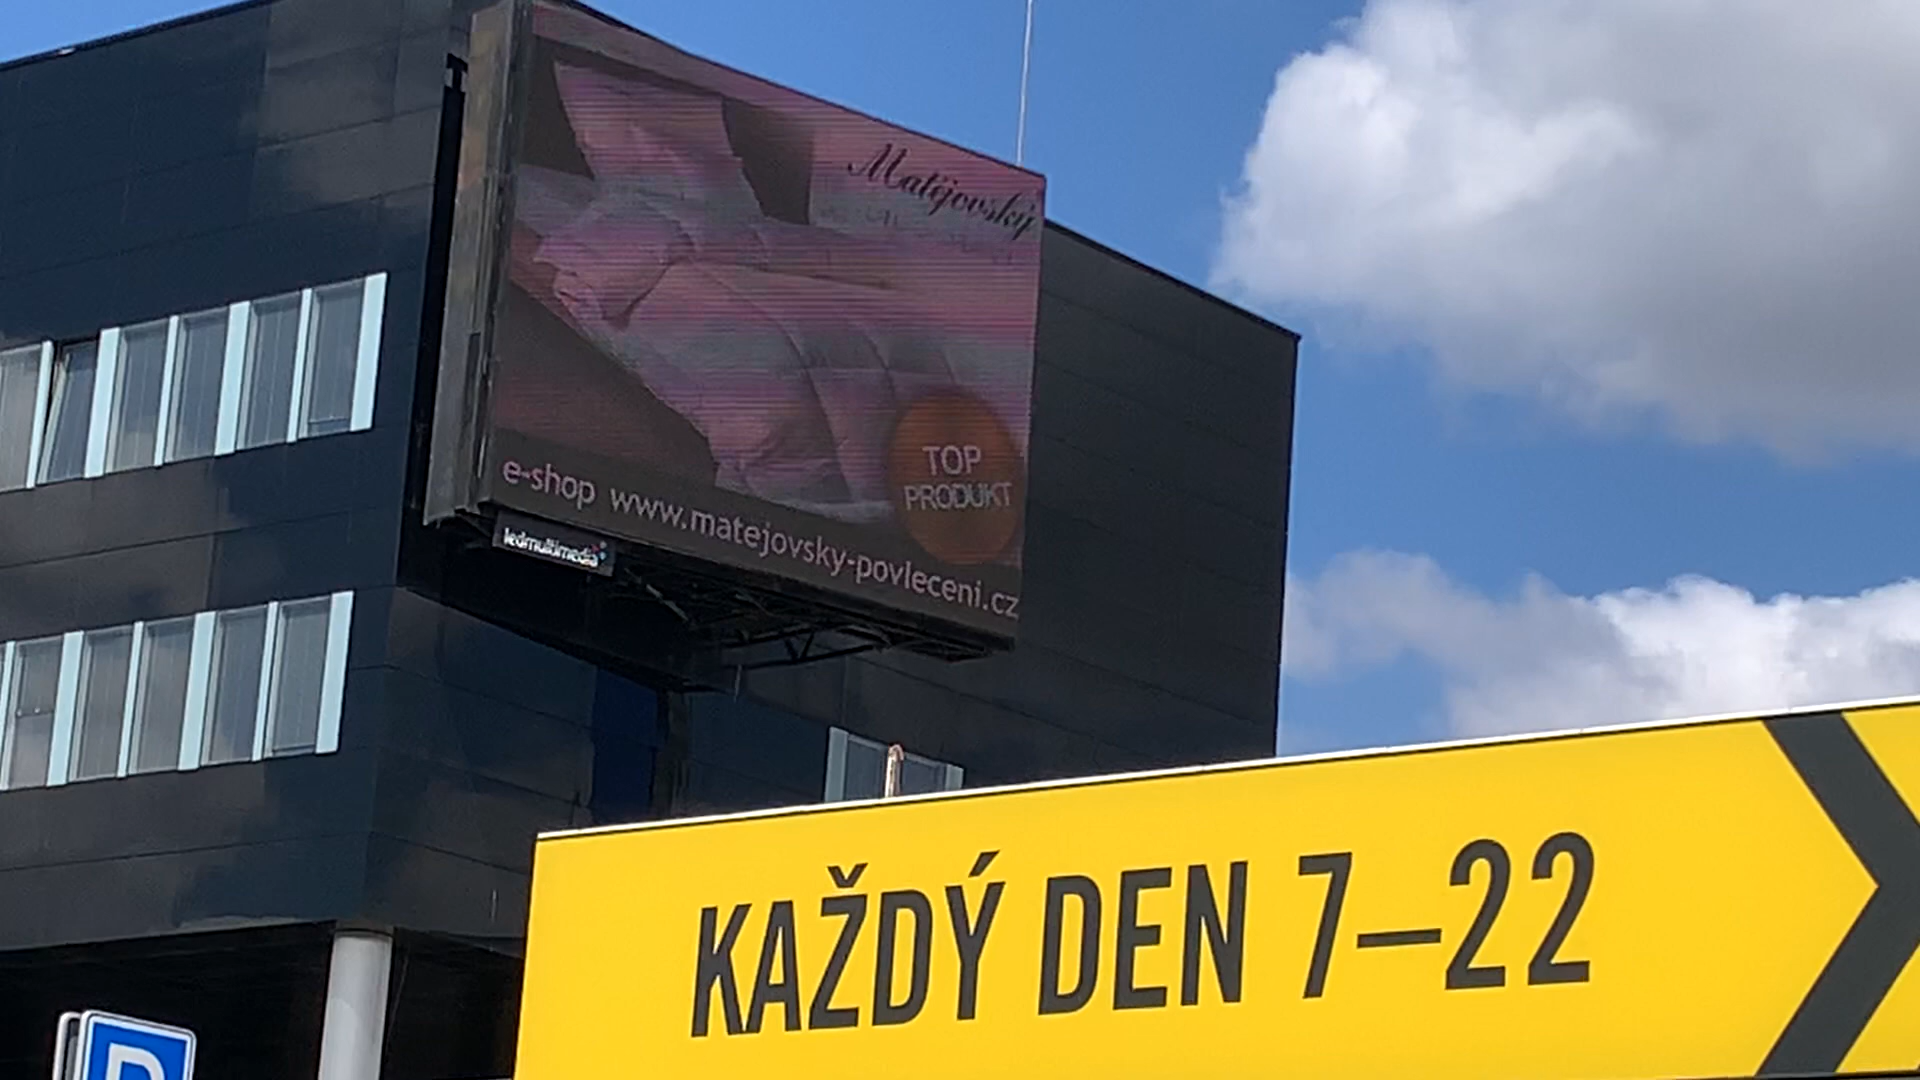 Matějovský
TOP
PRODUKT
e-shop www.matejovsky-povleceni.cz
ledmultimedia
KAŽDÝ DEN 7–22
P